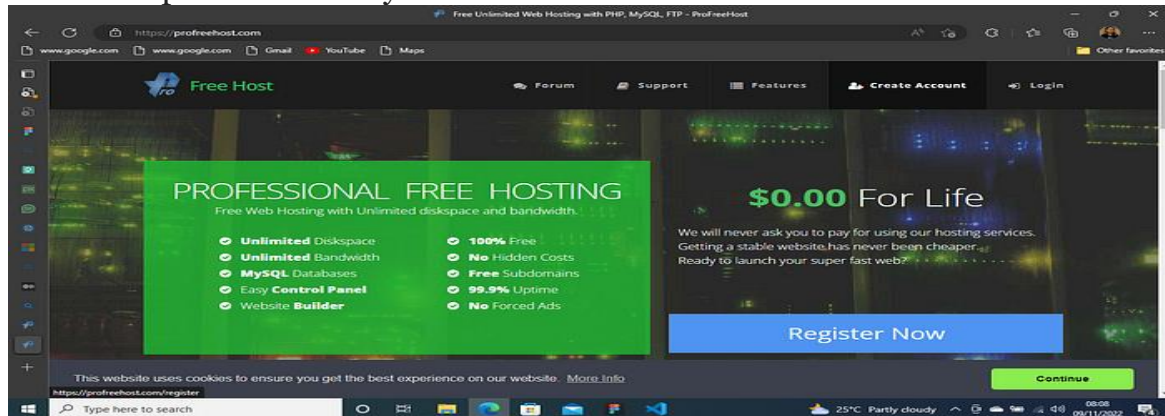 Free Unlimited Web Hosting with PHP, MySQL, FTP - ProFreeHost
https://profreehost.com
www.google.com www.google.com Gmail YouTube Maps Other favorites
Pro Free Host Forum Support Features Create Account Login
PROFESSIONAL FREE HOSTING
Free Web Hosting with Unlimited diskspace and bandwidth.
Unlimited Diskspace
Unlimited Bandwidth
MySQL Databases
Easy Control Panel
Website Builder
100% Free
No Hidden Costs
Free Subdomains
99.9% Uptime
No Forced Ads
$0.00 For Life
We will never ask you to pay for using our hosting services.
Getting a stable website has never been cheaper.
Ready to launch your super fast web?
Register Now
This website uses cookies to ensure you get the best experience on our website. More Info
Continue
https://profreehost.com/register
Type here to search
25°C Partly cloudy
08:08
09/11/2022